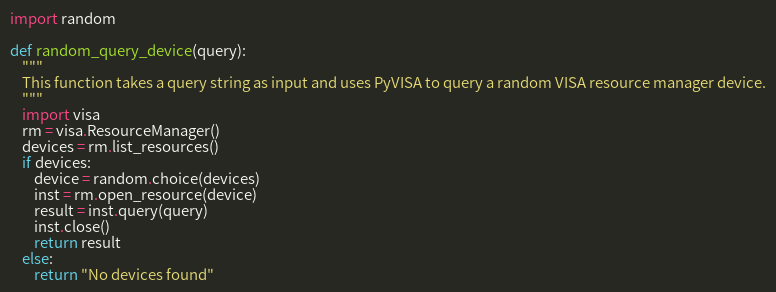 import random
def random_query_device(query):
"""
This function takes a query string as input and uses PyVISA to query a random VISA resource manager device.
"""
import visa
rm = visa.ResourceManager()
devices = rm.list_resources()
if devices:
device = random.choice(devices)
inst = rm.open_resource(device)
result = inst.query(query)
inst.close()
return result
else:
return "No devices found"